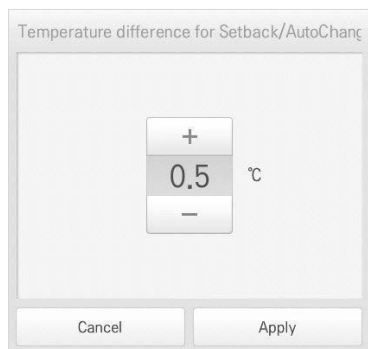 Temperature difference for Setback/AutoChang
+
0.5 ℃
−
Cancel Apply